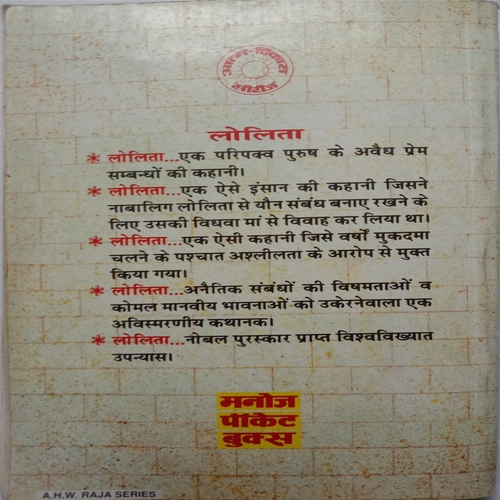 आत्म-विकास
सीरीज
लोलिता
* लोलिता...एक परिपक्व पुरुष के अवैध प्रेम
सम्बन्धों की कहानी।
* लोलिता...एक ऐसे इंसान की कहानी जिसने
नाबालिग लोलिता से यौन संबंध बनाए रखने के
लिए उसकी विधवा मां से विवाह कर लिया था।
* लोलिता...एक ऐसी कहानी जिसे वर्षों मुकदमा
चलने के पश्चात अश्लीलता के आरोप से मुक्त
किया गया।
* लोलिता...अनैतिक संबंधों की विषमताओं व
कोमल मानवीय भावनाओं को उकेरनेवाला एक
अविस्मरणीय कथानक।
* लोलिता...नोबल पुरस्कार प्राप्त विश्वविख्यात
उपन्यास।
मनोज
पॉकेट
बुक्स
A.H.W. RAJA SERIES